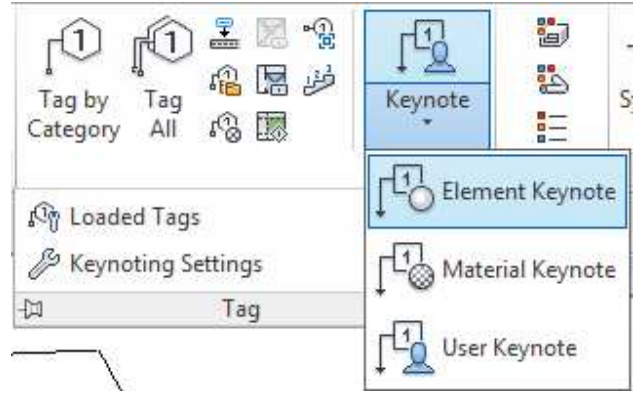 Tag by
Category
Tag
All
Keynote
Element Keynote
Material Keynote
User Keynote
Loaded Tags
Keynoting Settings
Tag